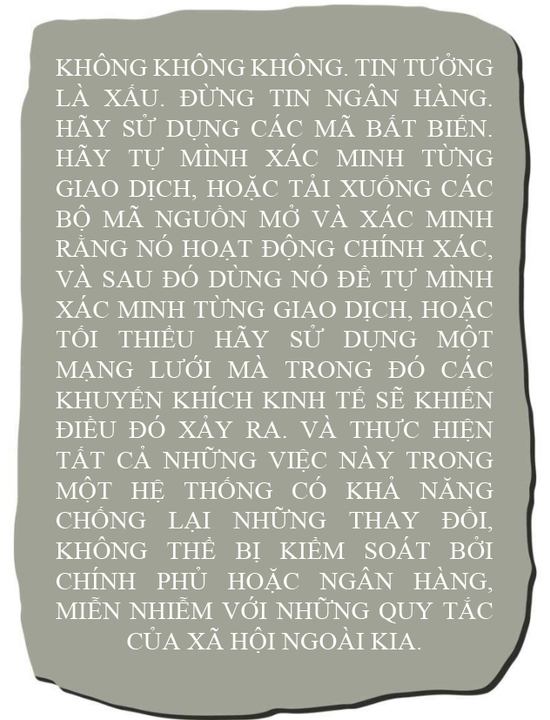 KHÔNG KHÔNG KHÔNG. TIN TƯỞNG
LÀ XẤU. ĐỪNG TIN NGÂN HÀNG.
HÃY SỬ DỤNG CÁC MÃ BẤT BIẾN.
HÃY TỰ MÌNH XÁC MINH TỪNG
GIAO DỊCH, HOẶC TẢI XUỐNG CÁC
BỘ MÃ NGUỒN MỞ VÀ XÁC MINH
RẰNG NÓ HOẠT ĐỘNG CHÍNH XÁC,
VÀ SAU ĐÓ DÙNG NÓ ĐỂ TỰ MÌNH
XÁC MINH TỪNG GIAO DỊCH, HOẶC
TỐI THIỂU HÃY SỬ DỤNG MỘT
MẠNG LƯỚI MÀ TRONG ĐÓ CÁC
KHUYẾN KHÍCH KINH TẾ SẼ KHIẾN
ĐIỀU ĐÓ XẢY RA. VÀ THỰC HIỆN
TẤT CẢ NHỮNG VIỆC NÀY TRONG
MỘT HỆ THỐNG CÓ KHẢ NĂNG
CHỐNG LẠI NHỮNG THAY ĐỔI,
KHÔNG THỂ BỊ KIỂM SOÁT BỞI
CHÍNH PHỦ HOẶC NGÂN HÀNG,
MIỄN NHIỄM VỚI NHỮNG QUY TẮC
CỦA XÃ HỘI NGOÀI KIA.